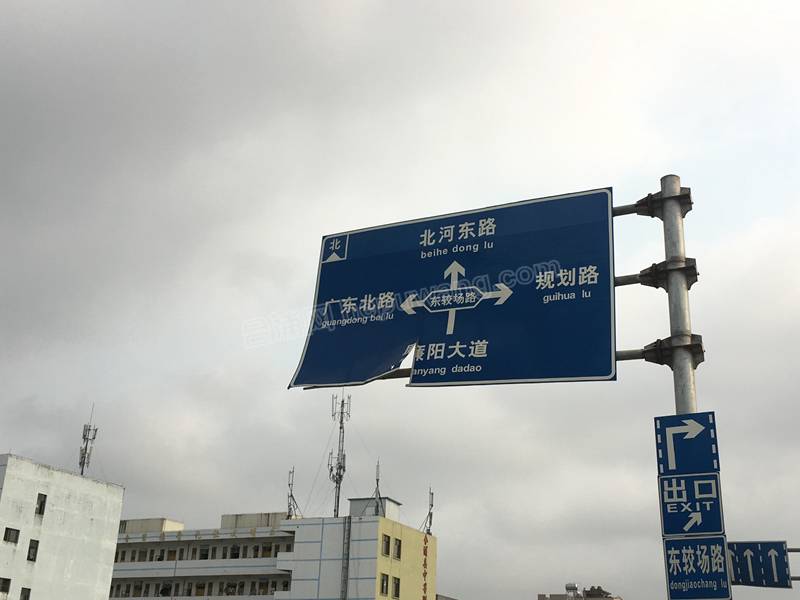 北
北河东路
beihe dong lu
广东北路
guangdong bei lu
东较场路
规划路
guihua lu
阳大道
anyang dadao
出口
EXIT
东较场路
dongjiaochang lu